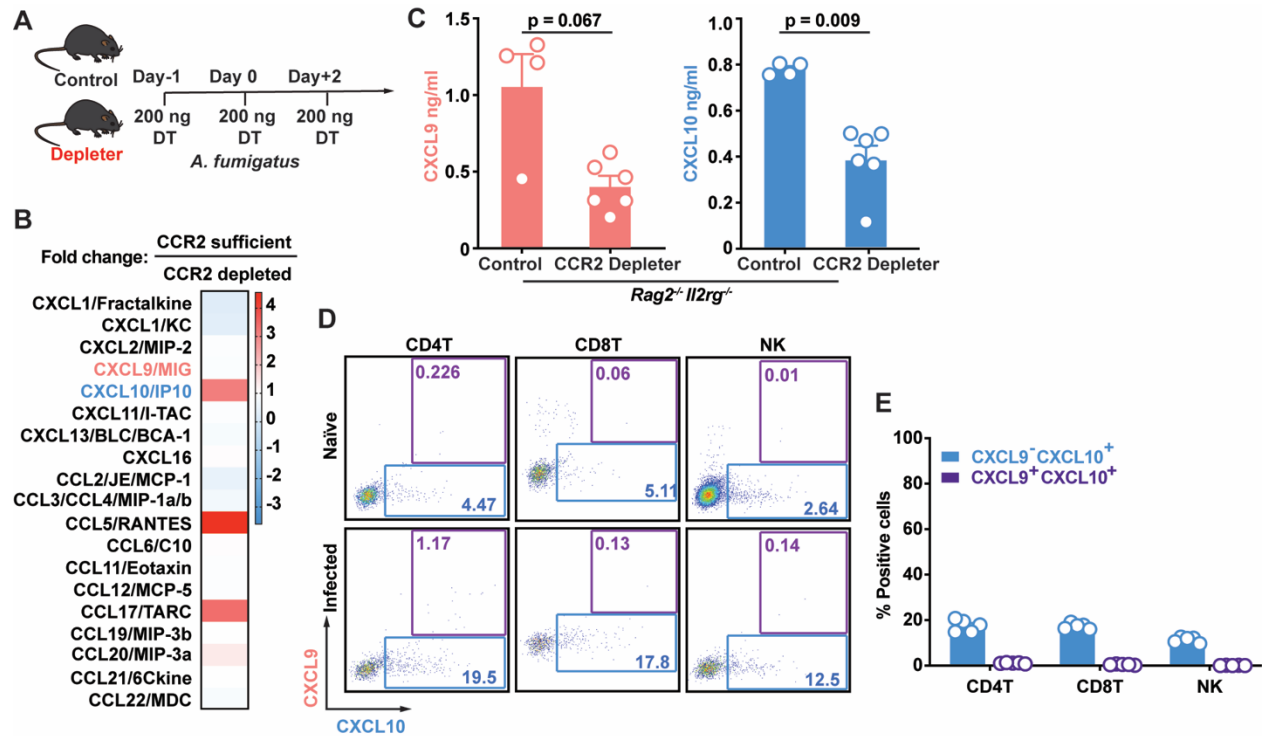 A
Control
Depleter
Day-1 Day 0 Day+2
200 ng 200 ng 200 ng
DT DT DT
A. fumigatus
B
Fold change: CCR2 sufficient
CCR2 depleted
CXCL1/Fractalkine
CXCL1/KC
CXCL2/MIP-2
CXCL9/MIG
CXCL10/IP10
CXCL11/I-TAC
CXCL13/BLC/BCA-1
CXCL16
CCL2/JE/MCP-1
CCL3/CCL4/MIP-1a/b
CCL5/RANTES
CCL6/C10
CCL11/Eotaxin
CCL12/MCP-5
CCL17/TARC
CCL19/MIP-3b
CCL20/MIP-3a
CCL21/6Ckine
CCL22/MDC
4
3
2
1
0
-1
-2
-3
C
CXCL9 ng/ml
1.5
1.0
0.5
0
p = 0.067
Control CCR2 Depleter
CXCL10 ng/ml
1.0
0.8
0.6
0.4
0.2
0
p = 0.009
Control CCR2 Depleter
Rag2-/- Il2rg-/-
D
CD4T CD8T NK
Naïve
0.226 0.06 0.01
4.47 5.11 2.64
Infected
1.17 0.13 0.14
19.5 17.8 12.5
CXCL9
CXCL10
E
% Positive cells
100
80
60
40
20
0
CXCL9-CXCL10+
CXCL9+CXCL10+
CD4T CD8T NK